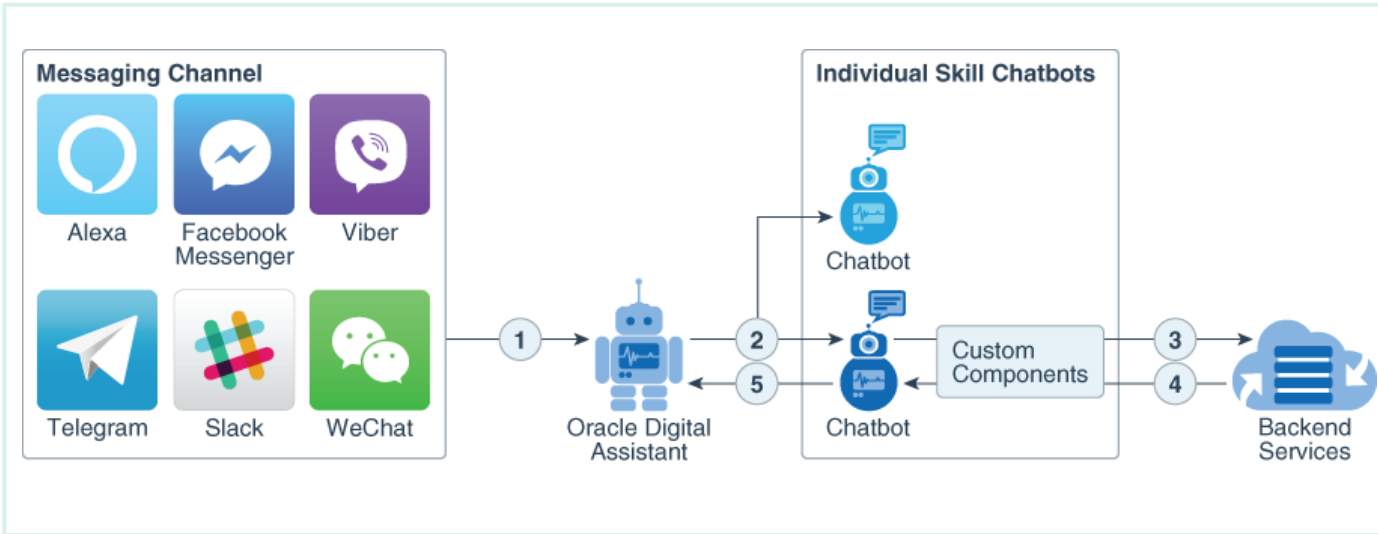 Messaging Channel
Alexa
Facebook
Messenger
Viber
Telegram
Slack
WeChat
1
Oracle Digital
Assistant
2
5
Individual Skill Chatbots
Chatbot
Chatbot
Custom
Components
3
4
Backend
Services